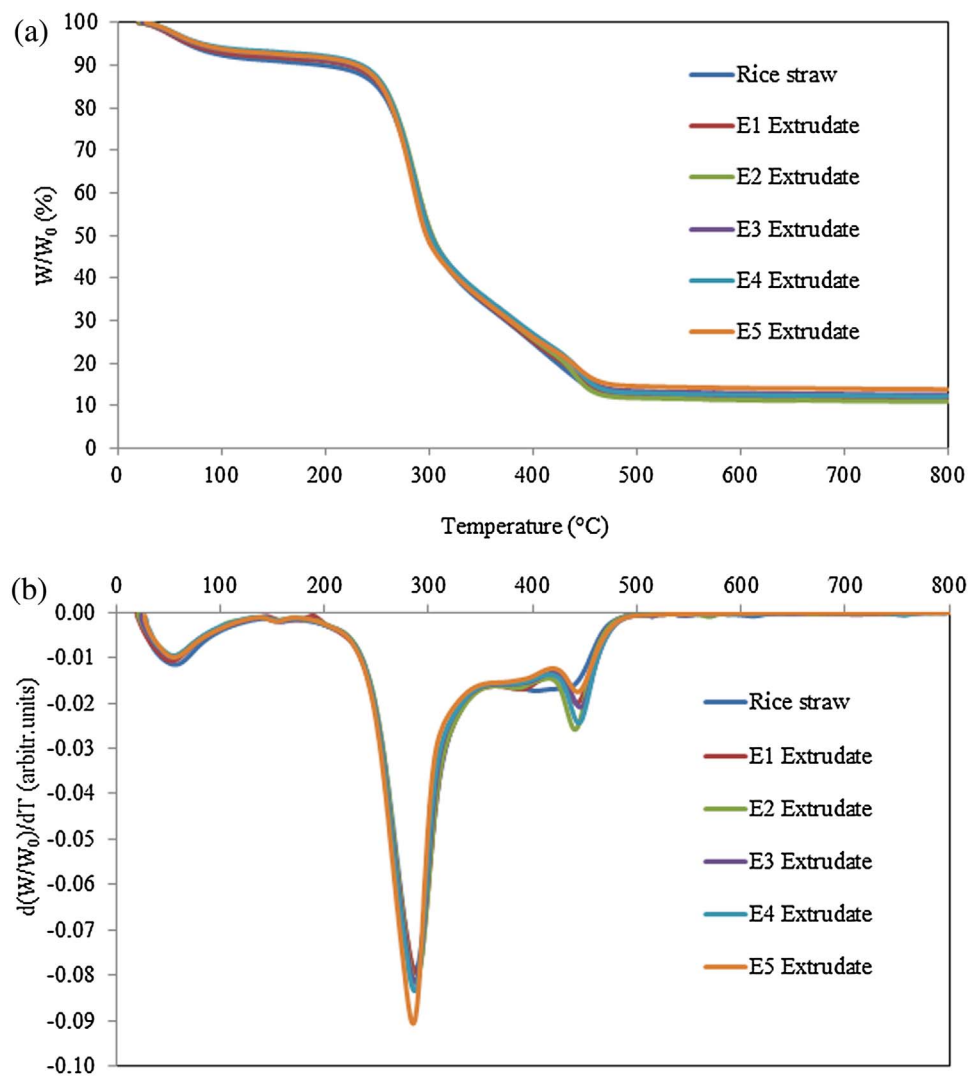 (a)
100
90
80
70
60
50
40
30
20
10
0
W/W₀ (%)
Rice straw
E1 Extrudate
E2 Extrudate
E3 Extrudate
E4 Extrudate
E5 Extrudate
0 100 200 300 400 500 600 700 800
Temperature (°C)
(b)
0 100 200 300 400 500 600 700 800
0.00
-0.01
-0.02
-0.03
-0.04
-0.05
-0.06
-0.07
-0.08
-0.09
-0.10
d(W/W₀)/dT (arbitr.units)
Rice straw
E1 Extrudate
E2 Extrudate
E3 Extrudate
E4 Extrudate
E5 Extrudate